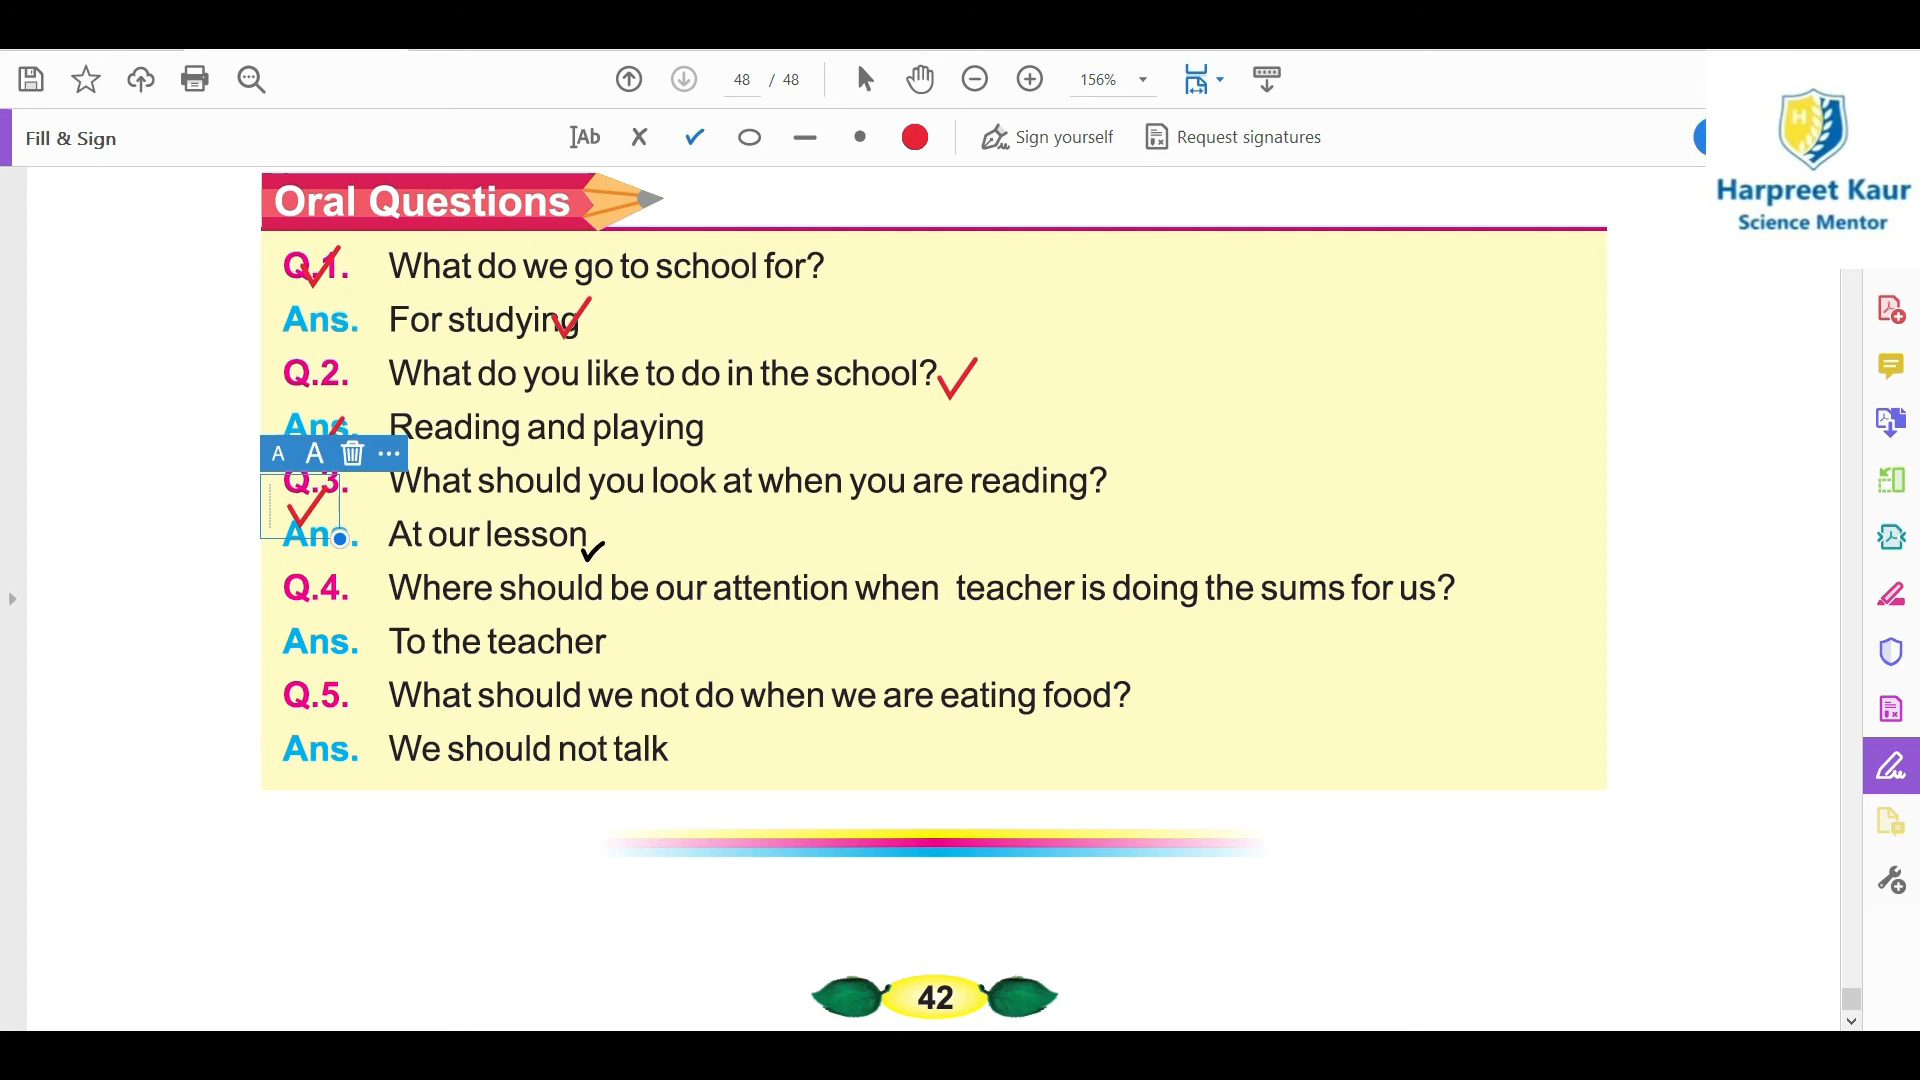 48 / 48
156%
Fill & Sign
Ab
Sign yourself
Request signatures
H
Harpreet Kaur
Science Mentor
Oral Questions
Q.1. What do we go to school for?
Ans. For studying
Q.2. What do you like to do in the school?
Ans. Reading and playing
A A
Q.3. What should you look at when you are reading?
Ans. At our lesson
Q.4. Where should be our attention when teacher is doing the sums for us?
Ans. To the teacher
Q.5. What should we not do when we are eating food?
Ans. We should not talk
42